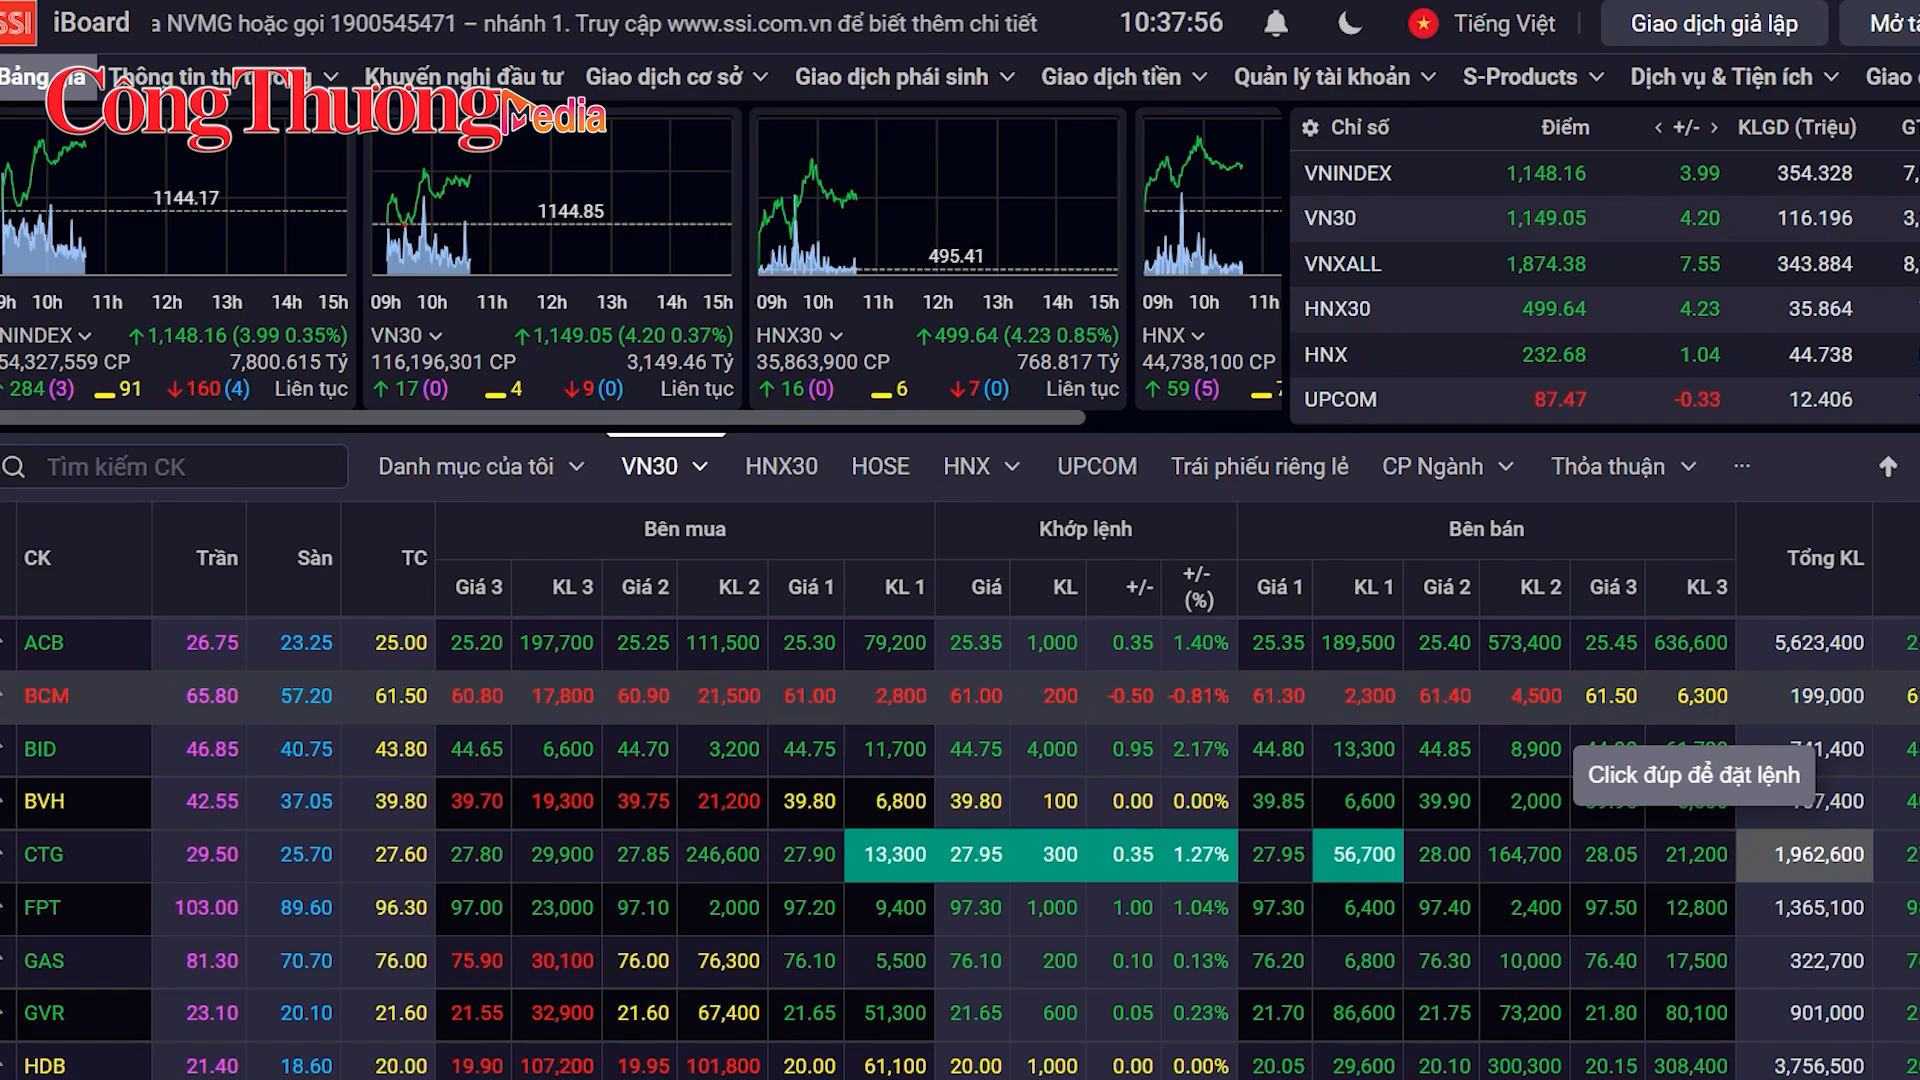 SSI iBoard a NVMG hoặc gọi 1900545471 – nhánh 1. Truy cập www.ssi.com.vn để biết thêm chi tiết 10:37:56 Tiếng Việt Giao dịch giả lập
Khuyến nghị đầu tư Giao dịch cơ sở Giao dịch phái sinh Giao dịch tiền Quản lý tài khoản S-Products Dịch vụ & Tiện ích Giao
Công Thương Media
1144.17
09h 10h 11h 12h 13h 14h 15h
VNINDEX 1,148.16 (3.99 0.35%)
354,327,559 CP 7,800.615 Tỷ
284 (3) 91 160 (4) Liên tục
1144.85
09h 10h 11h 12h 13h 14h 15h
VN30 1,149.05 (4.20 0.37%)
116,196,301 CP 3,149.46 Tỷ
17 (0) 4 9 (0) Liên tục
495.41
09h 10h 11h 12h 13h 14h 15h
HNX30 499.64 (4.23 0.85%)
35,863,900 CP 768.817 Tỷ
16 (0) 6 7 (0) Liên tục
09h 10h 11h
HNX
44,738,100 CP
59 (5)
Chỉ số Điểm < +/- > KLGD (Triệu)
VNINDEX 1,148.16 3.99 354.328
VN30 1,149.05 4.20 116.196
VNXALL 1,874.38 7.55 343.884
HNX30 499.64 4.23 35.864
HNX 232.68 1.04 44.738
UPCOM 87.47 -0.33 12.406
Tìm kiếm CK Danh mục của tôi VN30 HNX30 HOSE HNX UPCOM Trái phiếu riêng lẻ CP Ngành Thỏa thuận ...
CK Trần Sàn TC Bên mua Khớp lệnh Bên bán Tổng KL
Giá 3 KL 3 Giá 2 KL 2 Giá 1 KL 1 Giá KL +/- +/- (%) Giá 1 KL 1 Giá 2 KL 2 Giá 3 KL 3
ACB 26.75 23.25 25.00 25.20 197,700 25.25 111,500 25.30 79,200 25.35 1,000 0.35 1.40% 25.35 189,500 25.40 573,400 25.45 636,600 5,623,400
BCM 65.80 57.20 61.50 60.80 17,800 60.90 21,500 61.00 2,800 61.00 200 -0.50 -0.81% 61.30 2,300 61.40 4,500 61.50 6,300 199,000
BID 46.85 40.75 43.80 44.65 6,600 44.70 3,200 44.75 11,700 44.75 4,000 0.95 2.17% 44.80 13,300 44.85 8,900
Click đúp để đặt lệnh
BVH 42.55 37.05 39.80 39.70 19,300 39.75 21,200 39.80 6,800 39.80 100 0.00 0.00% 39.85 6,600 39.90 2,000
CTG 29.50 25.70 27.60 27.80 29,900 27.85 246,600 27.90 13,300 27.95 300 0.35 1.27% 27.95 56,700 28.00 164,700 28.05 21,200 1,962,600
FPT 103.00 89.60 96.30 97.00 23,000 97.10 2,000 97.20 9,400 97.30 1,000 1.00 1.04% 97.30 6,400 97.40 2,400 97.50 12,800 1,365,100
GAS 81.30 70.70 76.00 75.90 30,100 76.00 76,300 76.10 5,500 76.10 200 0.10 0.13% 76.20 6,800 76.30 10,000 76.40 17,500 322,700
GVR 23.10 20.10 21.60 21.55 32,900 21.60 67,400 21.65 51,300 21.65 600 0.05 0.23% 21.70 86,600 21.75 73,200 21.80 80,100 901,000
HDB 21.40 18.60 20.00 19.90 107,200 19.95 101,800 20.00 61,100 20.00 1,000 0.00 0.00% 20.05 29,600 20.10 300,300 20.15 308,400 3,756,500